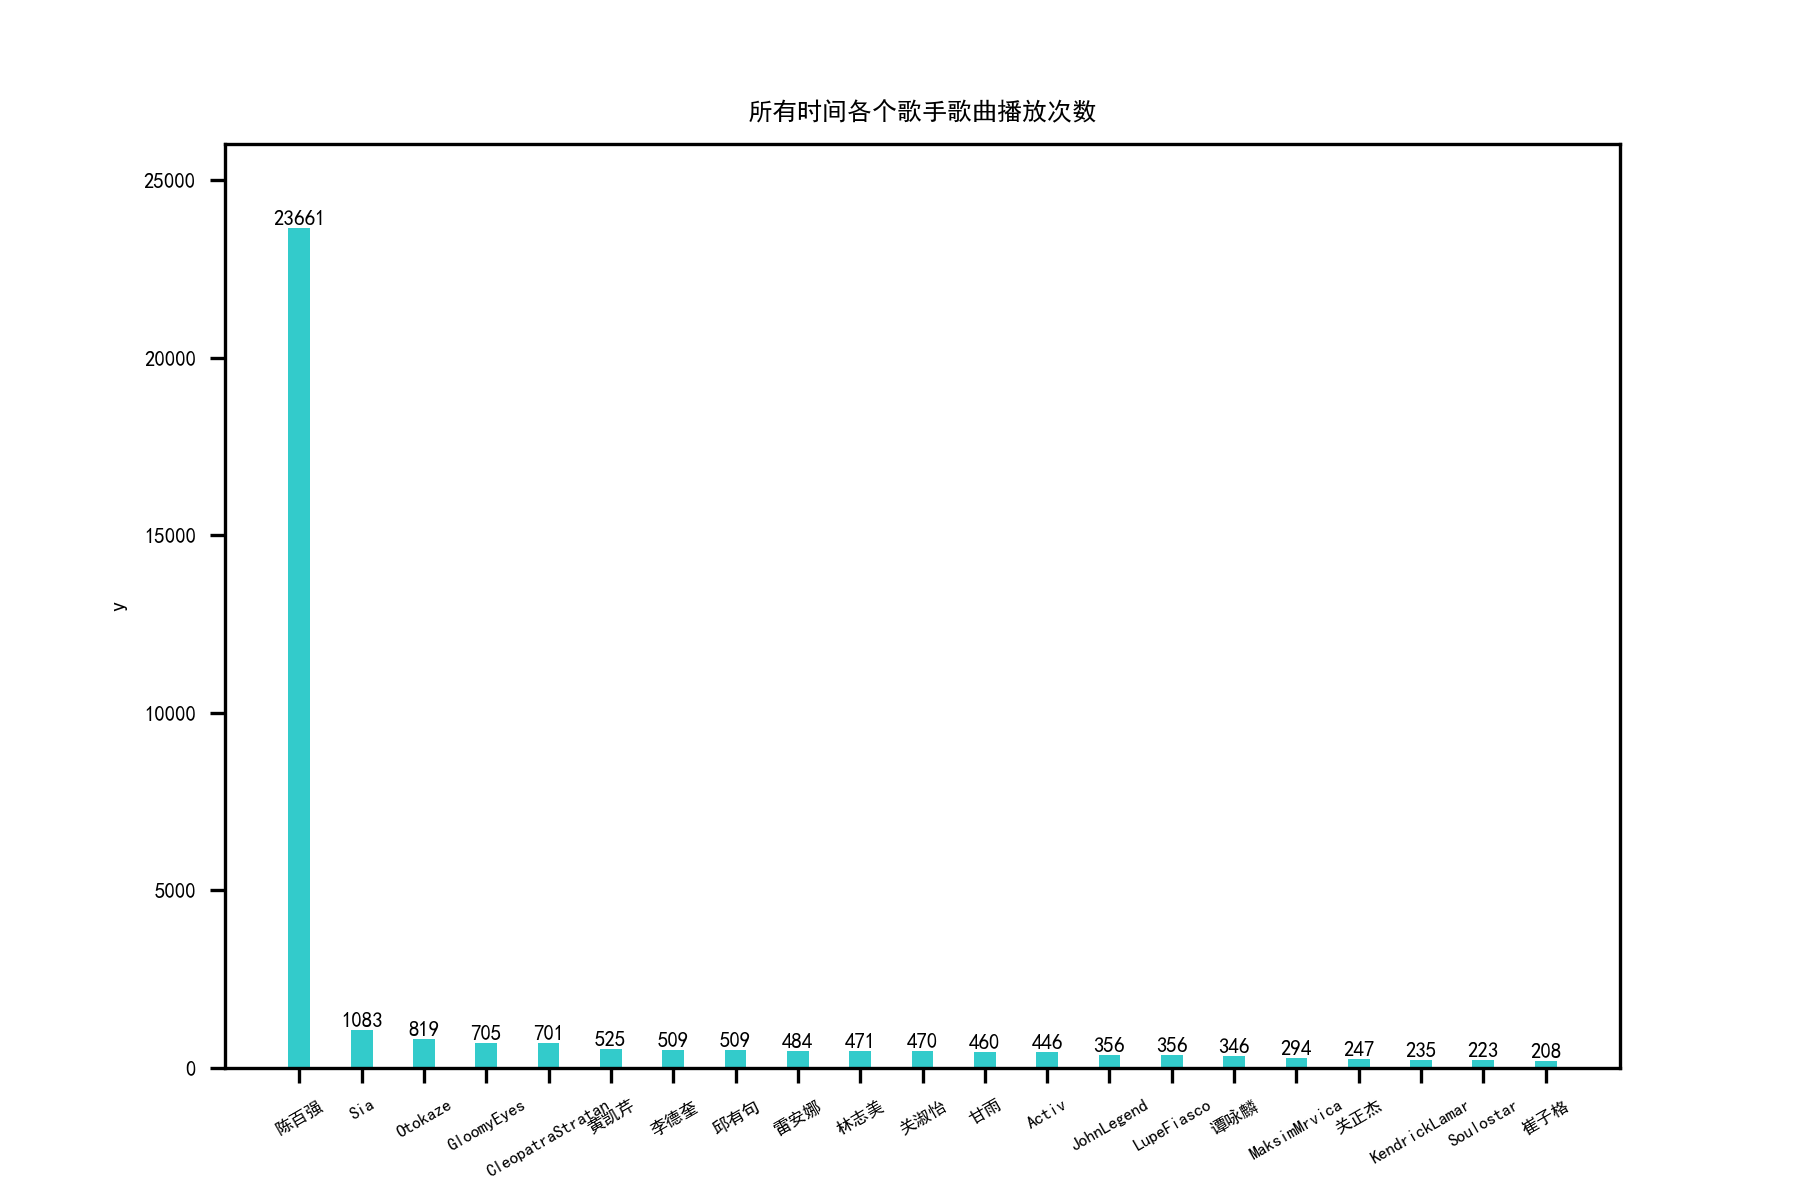 所有时间各个歌手歌曲播放次数
25000
20000
15000
10000
5000
0
y
23661
1083
819
705
701
525
509
509
484
471
470
460
446
356
356
346
294
247
235
223
208
陈百强
Sia
Otokaze
GloomyEyes
CleopatraStratan
黄凯芹
李德奎
邱有句
雷安娜
林志美
关淑怡
甘雨
Activ
JohnLegend
LupeFiasco
谭咏麟
MaksimMrvica
关正杰
KendrickLamar
Soulostar
崔子格